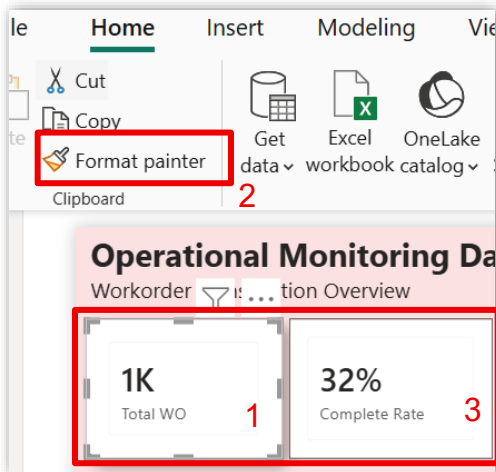 Home
Insert
Modeling
Cut
Copy
Format painter
Clipboard
Get
data
Excel
workbook
OneLake
catalog
2
Operational Monitoring Da
Workorder
tion Overview
1K
Total WO
1
32%
Complete Rate
3